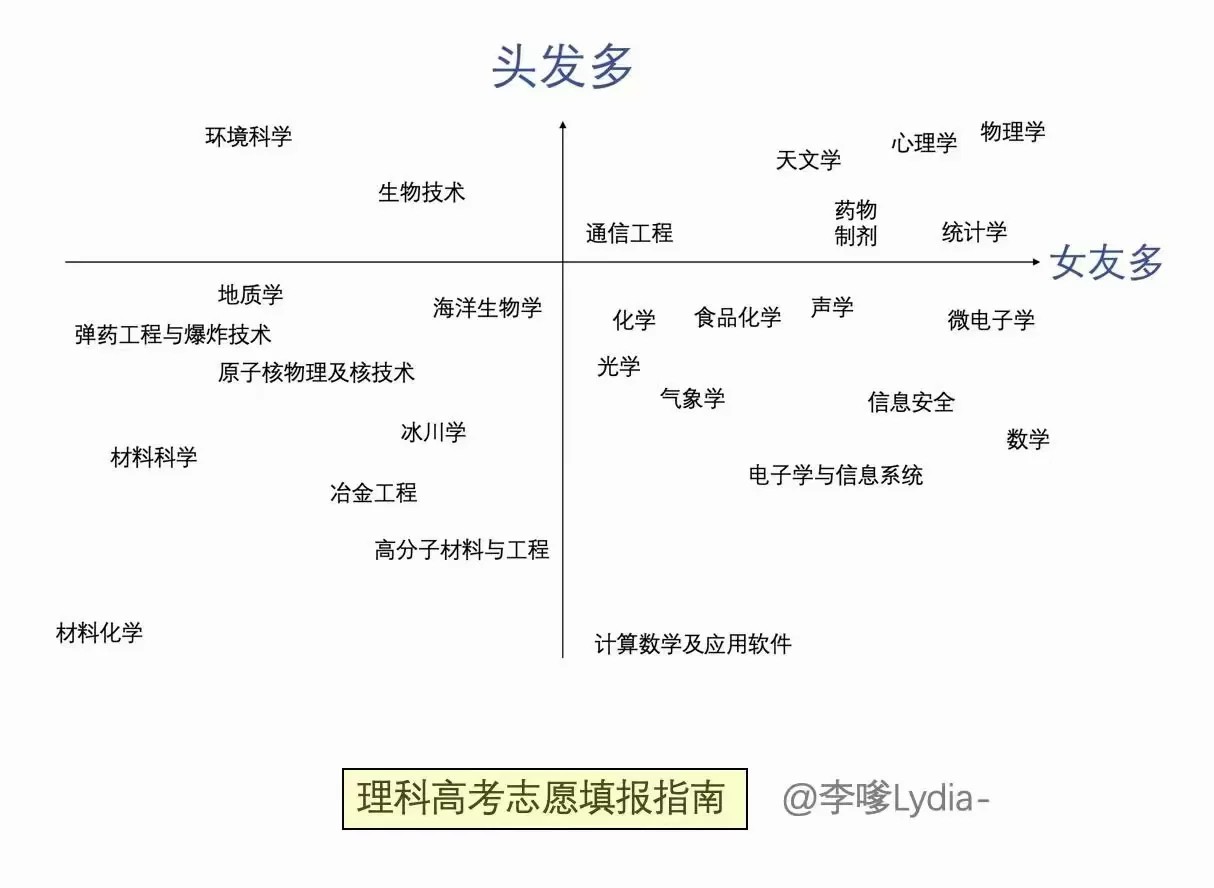 头发多
环境科学
物理学
心理学
天文学
生物技术
药物
制剂
通信工程
统计学
女友多
地质学
海洋生物学
声学
化学
食品化学
微电子学
弹药工程与爆炸技术
光学
原子核物理及核技术
气象学
信息安全
冰川学
数学
材料科学
电子学与信息系统
冶金工程
高分子材料与工程
材料化学
计算数学及应用软件
理科高考志愿填报指南
@李嗲Lydia-